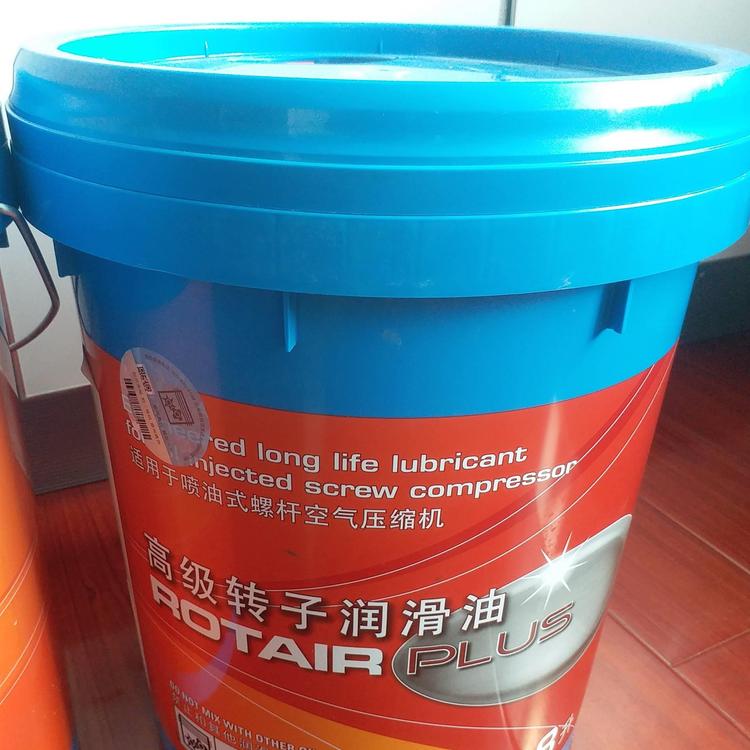 red long life lubricant
injected screw compressor
适用于喷油式螺杆空气压缩机
高级转子润滑油
ROTAIR PLUS
DO NOT MIX WITH OTHER